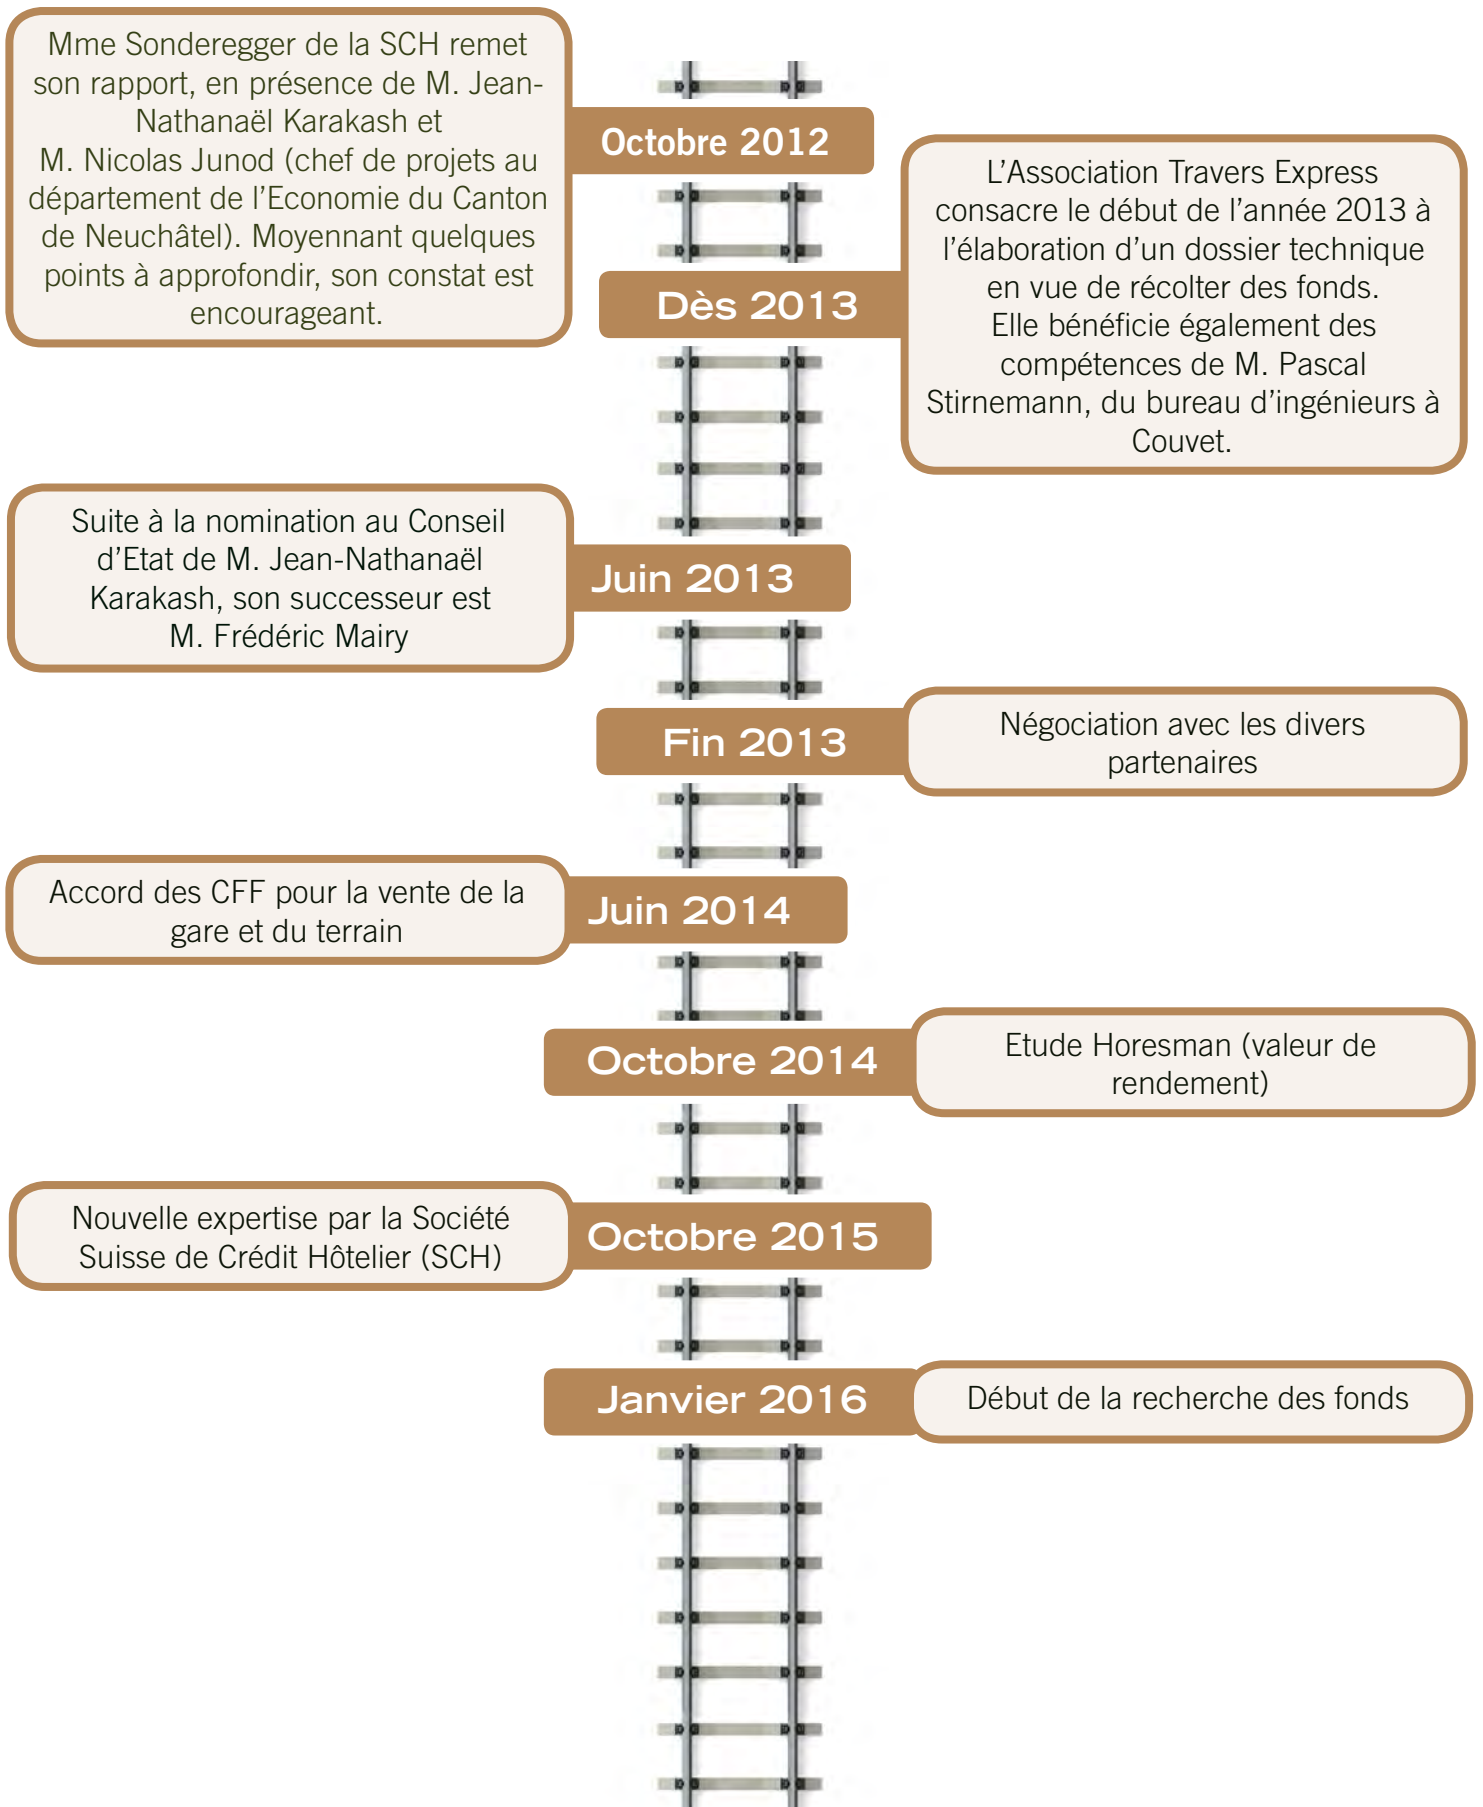 Mme Sonderegger de la SCH remet
son rapport, en présence de M. Jean-
Nathanaël Karakash et
M. Nicolas Junod (chef de projets au
département de l’Economie du Canton
de Neuchâtel). Moyennant quelques
points à approfondir, son constat est
encourageant.
Octobre 2012
L’Association Travers Express
consacre le début de l’année 2013 à
l’élaboration d’un dossier technique
en vue de récolter des fonds.
Elle bénéficie également des
compétences de M. Pascal
Stirnemann, du bureau d’ingénieurs à
Couvet.
Dès 2013
Suite à la nomination au Conseil
d’Etat de M. Jean-Nathanaël
Karakash, son successeur est
M. Frédéric Mairy
Juin 2013
Fin 2013
Négociation avec les divers
partenaires
Accord des CFF pour la vente de la
gare et du terrain
Juin 2014
Octobre 2014
Etude Horesman (valeur de
rendement)
Nouvelle expertise par la Société
Suisse de Crédit Hôtelier (SCH)
Octobre 2015
Janvier 2016
Début de la recherche des fonds